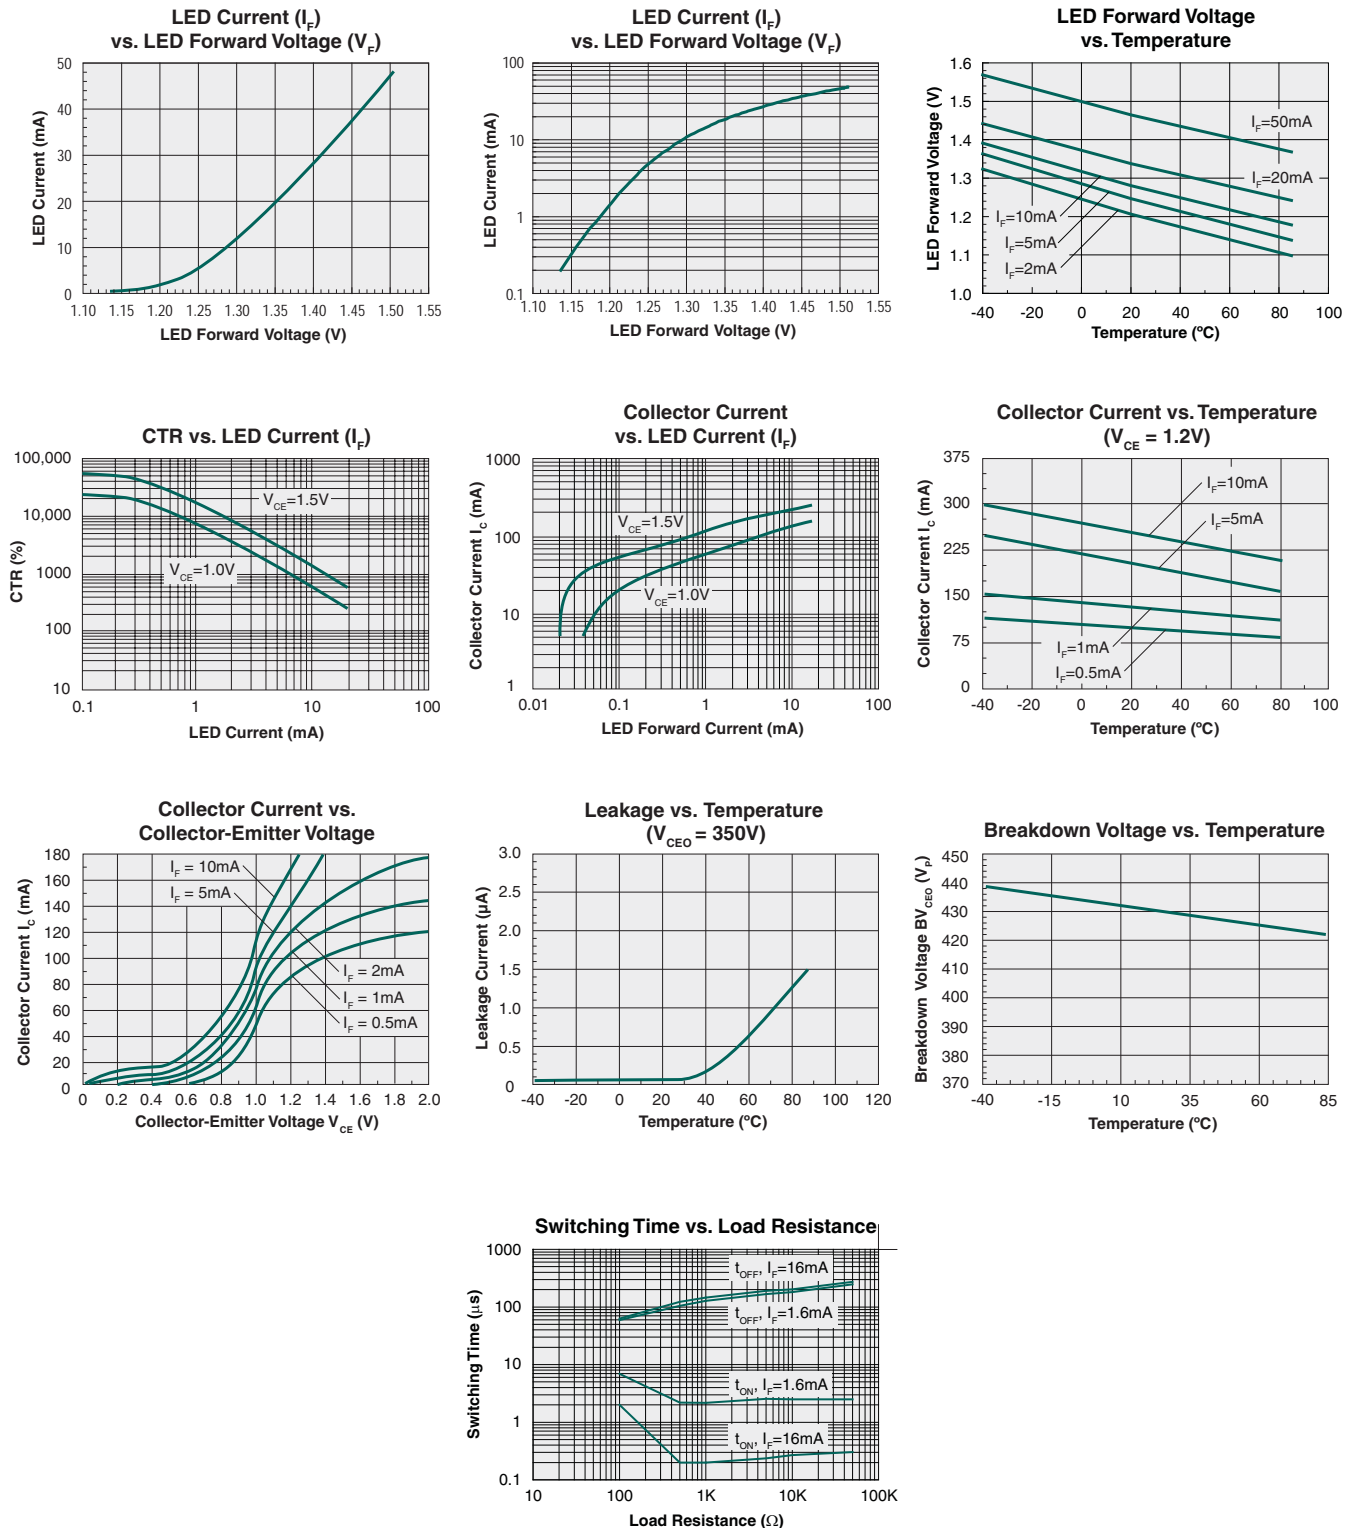 LED Current (IF)
vs. LED Forward Voltage (VF)
50
40
30
20
10
0
LED Current (mA)
1.10 1.15 1.20 1.25 1.30 1.35 1.40 1.45 1.50 1.55
LED Forward Voltage (V)
LED Current (IF)
vs. LED Forward Voltage (VF)
100
10
1
0.1
LED Current (mA)
1.10 1.15 1.20 1.25 1.30 1.35 1.40 1.45 1.50 1.55
LED Forward Voltage (V)
LED Forward Voltage
vs. Temperature
1.6
1.5
1.4
1.3
1.2
1.1
1.0
LED Forward Voltage (V)
IF=50mA
IF=20mA
IF=10mA
IF=5mA
IF=2mA
-40 -20 0 20 40 60 80 100
Temperature (ºC)
CTR vs. LED Current (IF)
100,000
10,000
1000
100
10
CTR (%)
VCE=1.5V
VCE=1.0V
0.1 1 10 100
LED Current (mA)
Collector Current
vs. LED Current (IF)
1000
100
10
1
Collector Current IC (mA)
VCE=1.5V
VCE=1.0V
0.01 0.1 1 10 100
LED Forward Current (mA)
Collector Current vs. Temperature
(VCE = 1.2V)
375
300
225
150
75
0
Collector Current IC (mA)
IF=10mA
IF=5mA
IF=1mA
IF=0.5mA
-40 -20 0 20 40 60 80 100
Temperature (ºC)
Collector Current vs.
Collector-Emitter Voltage
180
160
140
120
100
80
60
40
20
0
Collector Current IC (mA)
IF = 10mA
IF = 5mA
IF = 2mA
IF = 1mA
IF = 0.5mA
0 0.2 0.4 0.6 0.8 1.0 1.2 1.4 1.6 1.8 2.0
Collector-Emitter Voltage VCE (V)
Leakage vs. Temperature
(VCEO = 350V)
3.0
2.5
2.0
1.5
1.0
0.5
0
Leakage Current (µA)
-40 -20 0 20 40 60 80 100 120
Temperature (ºC)
Breakdown Voltage vs. Temperature
450
440
430
420
410
400
390
380
370
Breakdown Voltage BVCEO (VP)
-40 -15 10 35 60 85
Temperature (ºC)
Switching Time vs. Load Resistance
1000
100
10
1
0.1
Switching Time (µs)
tOFF, IF=16mA
tOFF, IF=1.6mA
tON, IF=1.6mA
tON, IF=16mA
10 100 1K 10K 100K
Load Resistance (Ω)